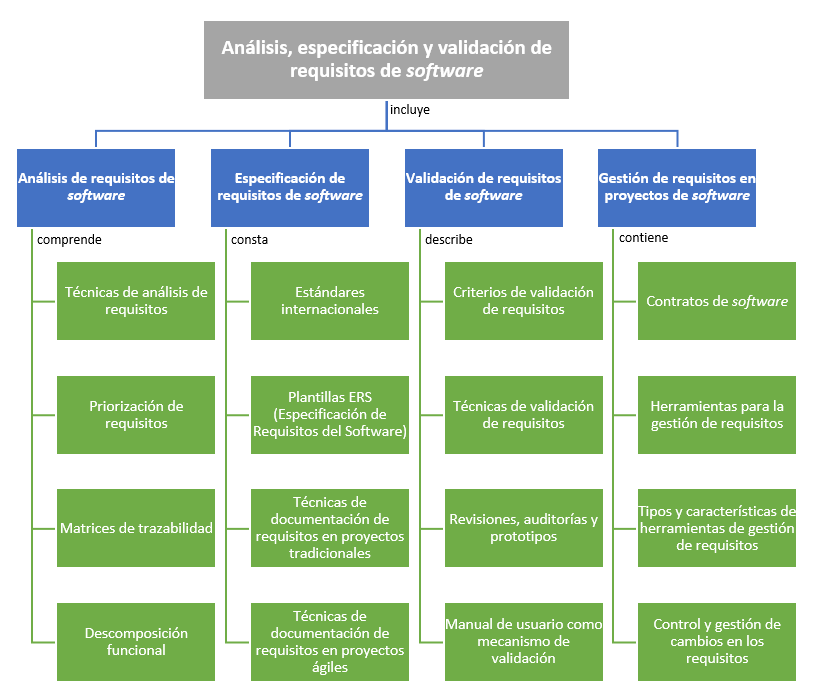 Análisis, especificación y validación de
requisitos de software
incluye
Análisis de requisitos de
software
comprende
Técnicas de análisis de
requisitos
Priorización de
requisitos
Matrices de trazabilidad
Descomposición
funcional
Especificación de
requisitos de software
consta
Estándares
internacionales
Plantillas ERS
(Especificación de
Requisitos del Software)
Técnicas de
documentación de
requisitos en proyectos
tradicionales
Técnicas de
documentación de
requisitos en proyectos
ágiles
Validación de requisitos
de software
describe
Criterios de validación
de requisitos
Técnicas de validación
de requisitos
Revisiones, auditorías y
prototipos
Manual de usuario como
mecanismo de
validación
Gestión de requisitos en
proyectos de software
contiene
Contratos de software
Herramientas para la
gestión de requisitos
Tipos y características de
herramientas de gestión
de requisitos
Control y gestión de
cambios en los
requisitos